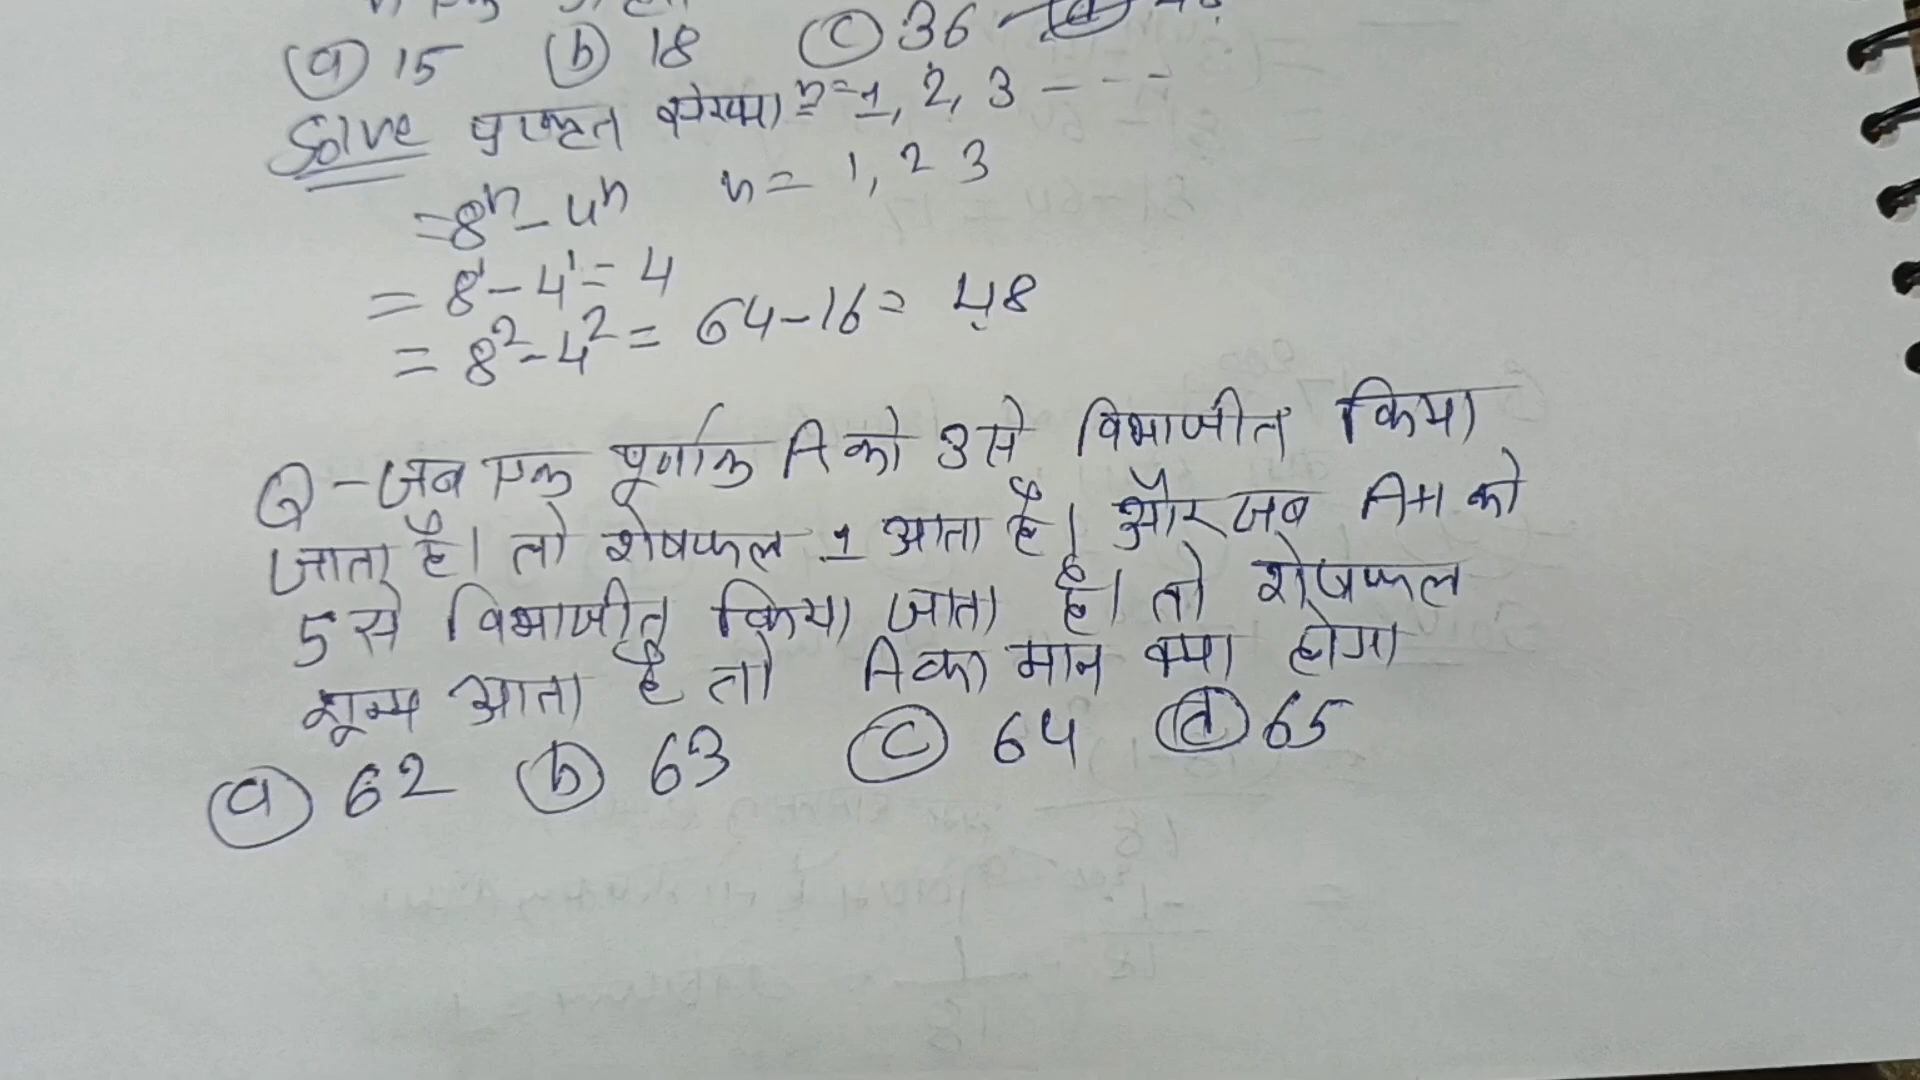 (a) 15 (b) 18 (c) 36
Solve प्राकृत संख्या n=1, 2, 3 - - -
=8ⁿ-4ⁿ n= 1, 2 3
= 8¹-4¹= 4
= 8²-4²= 64-16= 48
Q-जब एक पूर्णांक A को 3 से विभाजीत किया
जाता है। तो शेषफल 1 आता है। और जब A+1 को
5 से विभाजीत किया जाता है। तो शेषफल
शून्य आता है तो A का मान क्या होगा
(a) 62 (b) 63 (c) 64 (d) 65